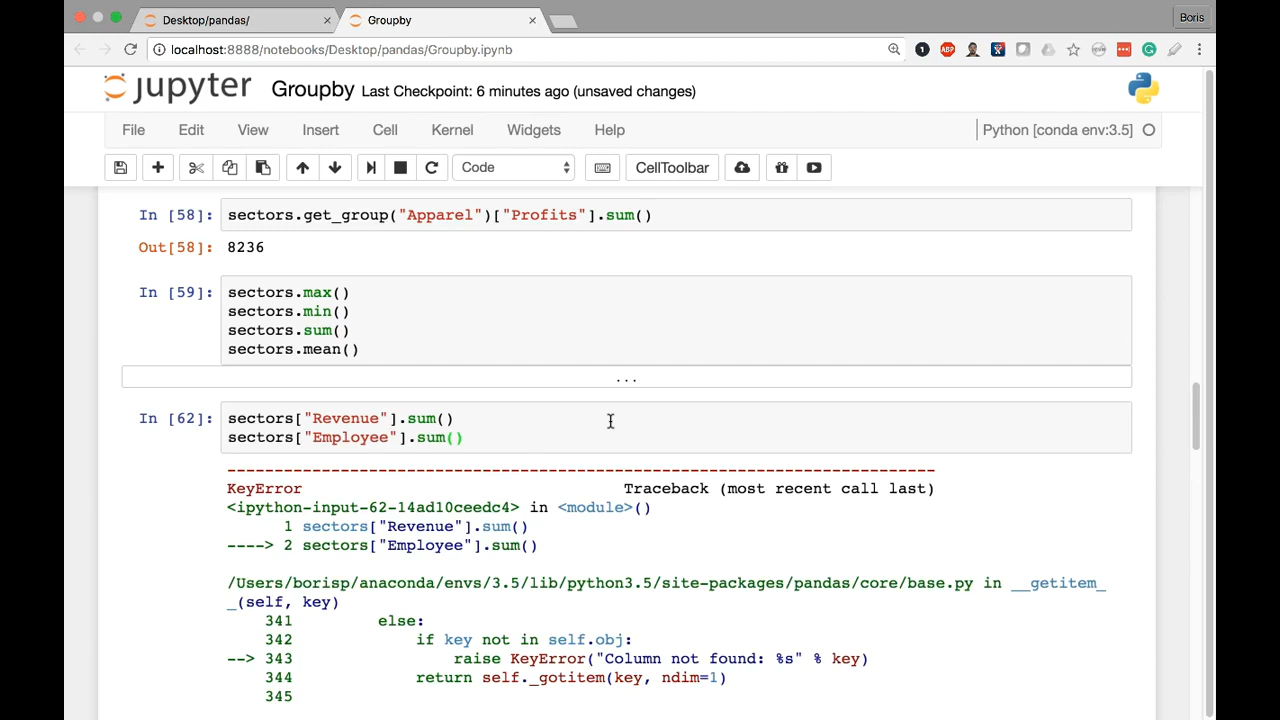 Desktop/pandas/
Groupby
Boris
localhost:8888/notebooks/Desktop/pandas/Groupby.ipynb
jupyter Groupby Last Checkpoint: 6 minutes ago (unsaved changes)
File Edit View Insert Cell Kernel Widgets Help Python [conda env:3.5]
Code CellToolbar
In [58]: sectors.get_group("Apparel")["Profits"].sum()
Out[58]: 8236
In [59]: sectors.max()
sectors.min()
sectors.sum()
sectors.mean()
...
In [62]: sectors["Revenue"].sum()
sectors["Employee"].sum()
---------------------------------------------------------------------------
KeyError Traceback (most recent call last)
<ipython-input-62-14ad10ceedc4> in <module>()
1 sectors["Revenue"].sum()
----> 2 sectors["Employee"].sum()
/Users/borisp/anaconda/envs/3.5/lib/python3.5/site-packages/pandas/core/base.py in __getitem_
_(self, key)
341 else:
342 if key not in self.obj:
--> 343 raise KeyError("Column not found: %s" % key)
344 return self._gotitem(key, ndim=1)
345